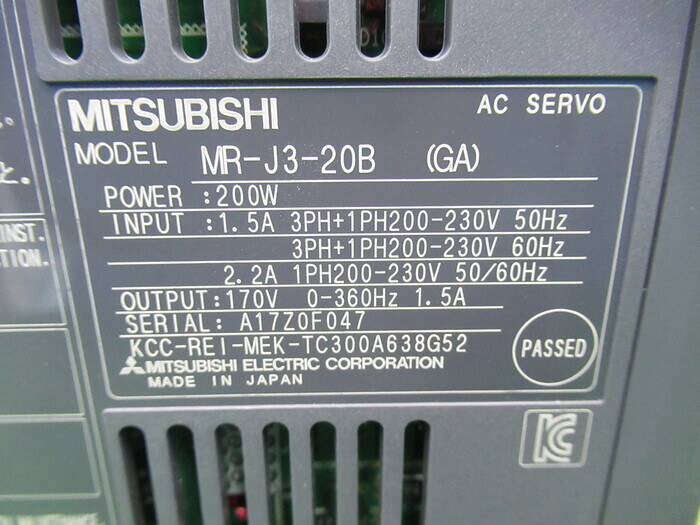 MITSUBISHI
AC SERVO
MODEL MR-J3-20B (GA)
POWER :200W
INPUT :1.5A 3PH+1PH200-230V 50Hz
3PH+1PH200-230V 60Hz
2.2A 1PH200-230V 50/60Hz
OUTPUT:170V 0-360Hz 1.5A
SERIAL: A17Z0F047
KCC-REI-MEK-TC300A638G52
PASSED
MITSUBISHI ELECTRIC CORPORATION
MADE IN JAPAN
と.
INST.
TION.